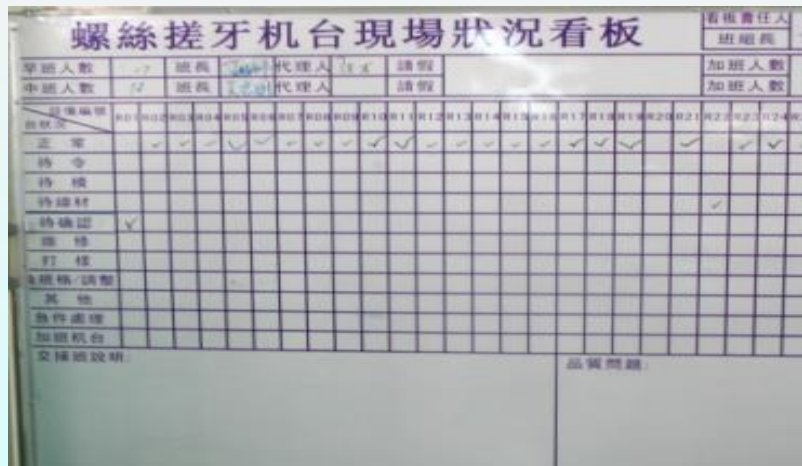 螺絲搓牙机台現場狀況看板
看板責任人
班組長
早班人數 班長 代理人 請假 加班人數
中班人數 班長 代理人 請假 加班人數
設備編號 R01 R02 R03 R04 R05 R06 R07 R08 R09 R10 R11 R12 R13 R14 R15 R16 R17 R18 R19 R20 R21 R22 R23 R24
台狀況
正常
待令
待模
待線材
待确認
維修
打樣
規格/調整
其他
急件處理
加班机台
交接班說明:
品質問題: